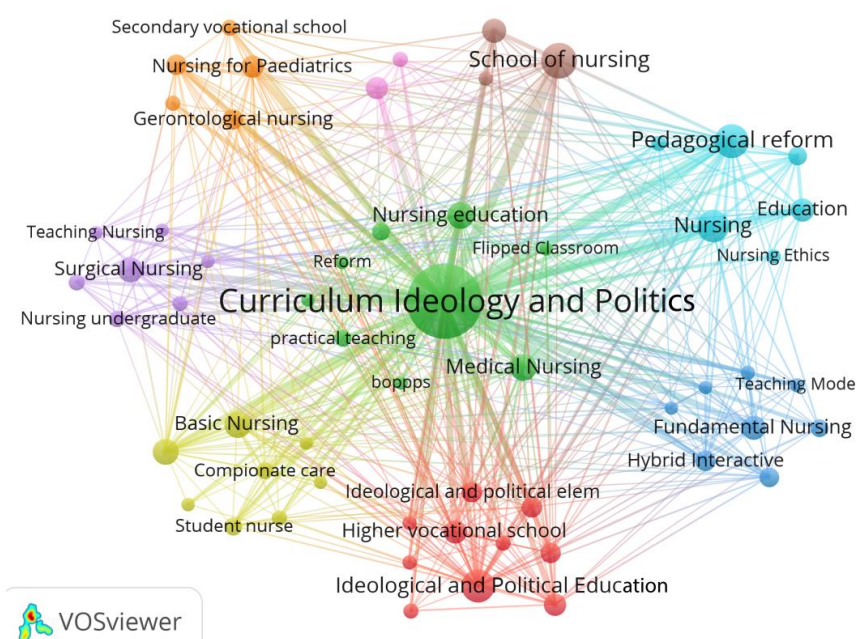 Secondary vocational school
Nursing for Paediatrics
Gerontological nursing
School of nursing
Pedagogical reform
Education
Nursing
Nursing Ethics
Nursing education
Flipped Classroom
Reform
Teaching Nursing
Surgical Nursing
Nursing undergraduate
Curriculum Ideology and Politics
practical teaching
Medical Nursing
boppps
Teaching Mode
Fundamental Nursing
Hybrid Interactive
Basic Nursing
Compionate care
Student nurse
Ideological and political elem
Higher vocational school
Ideological and Political Education
VOSviewer